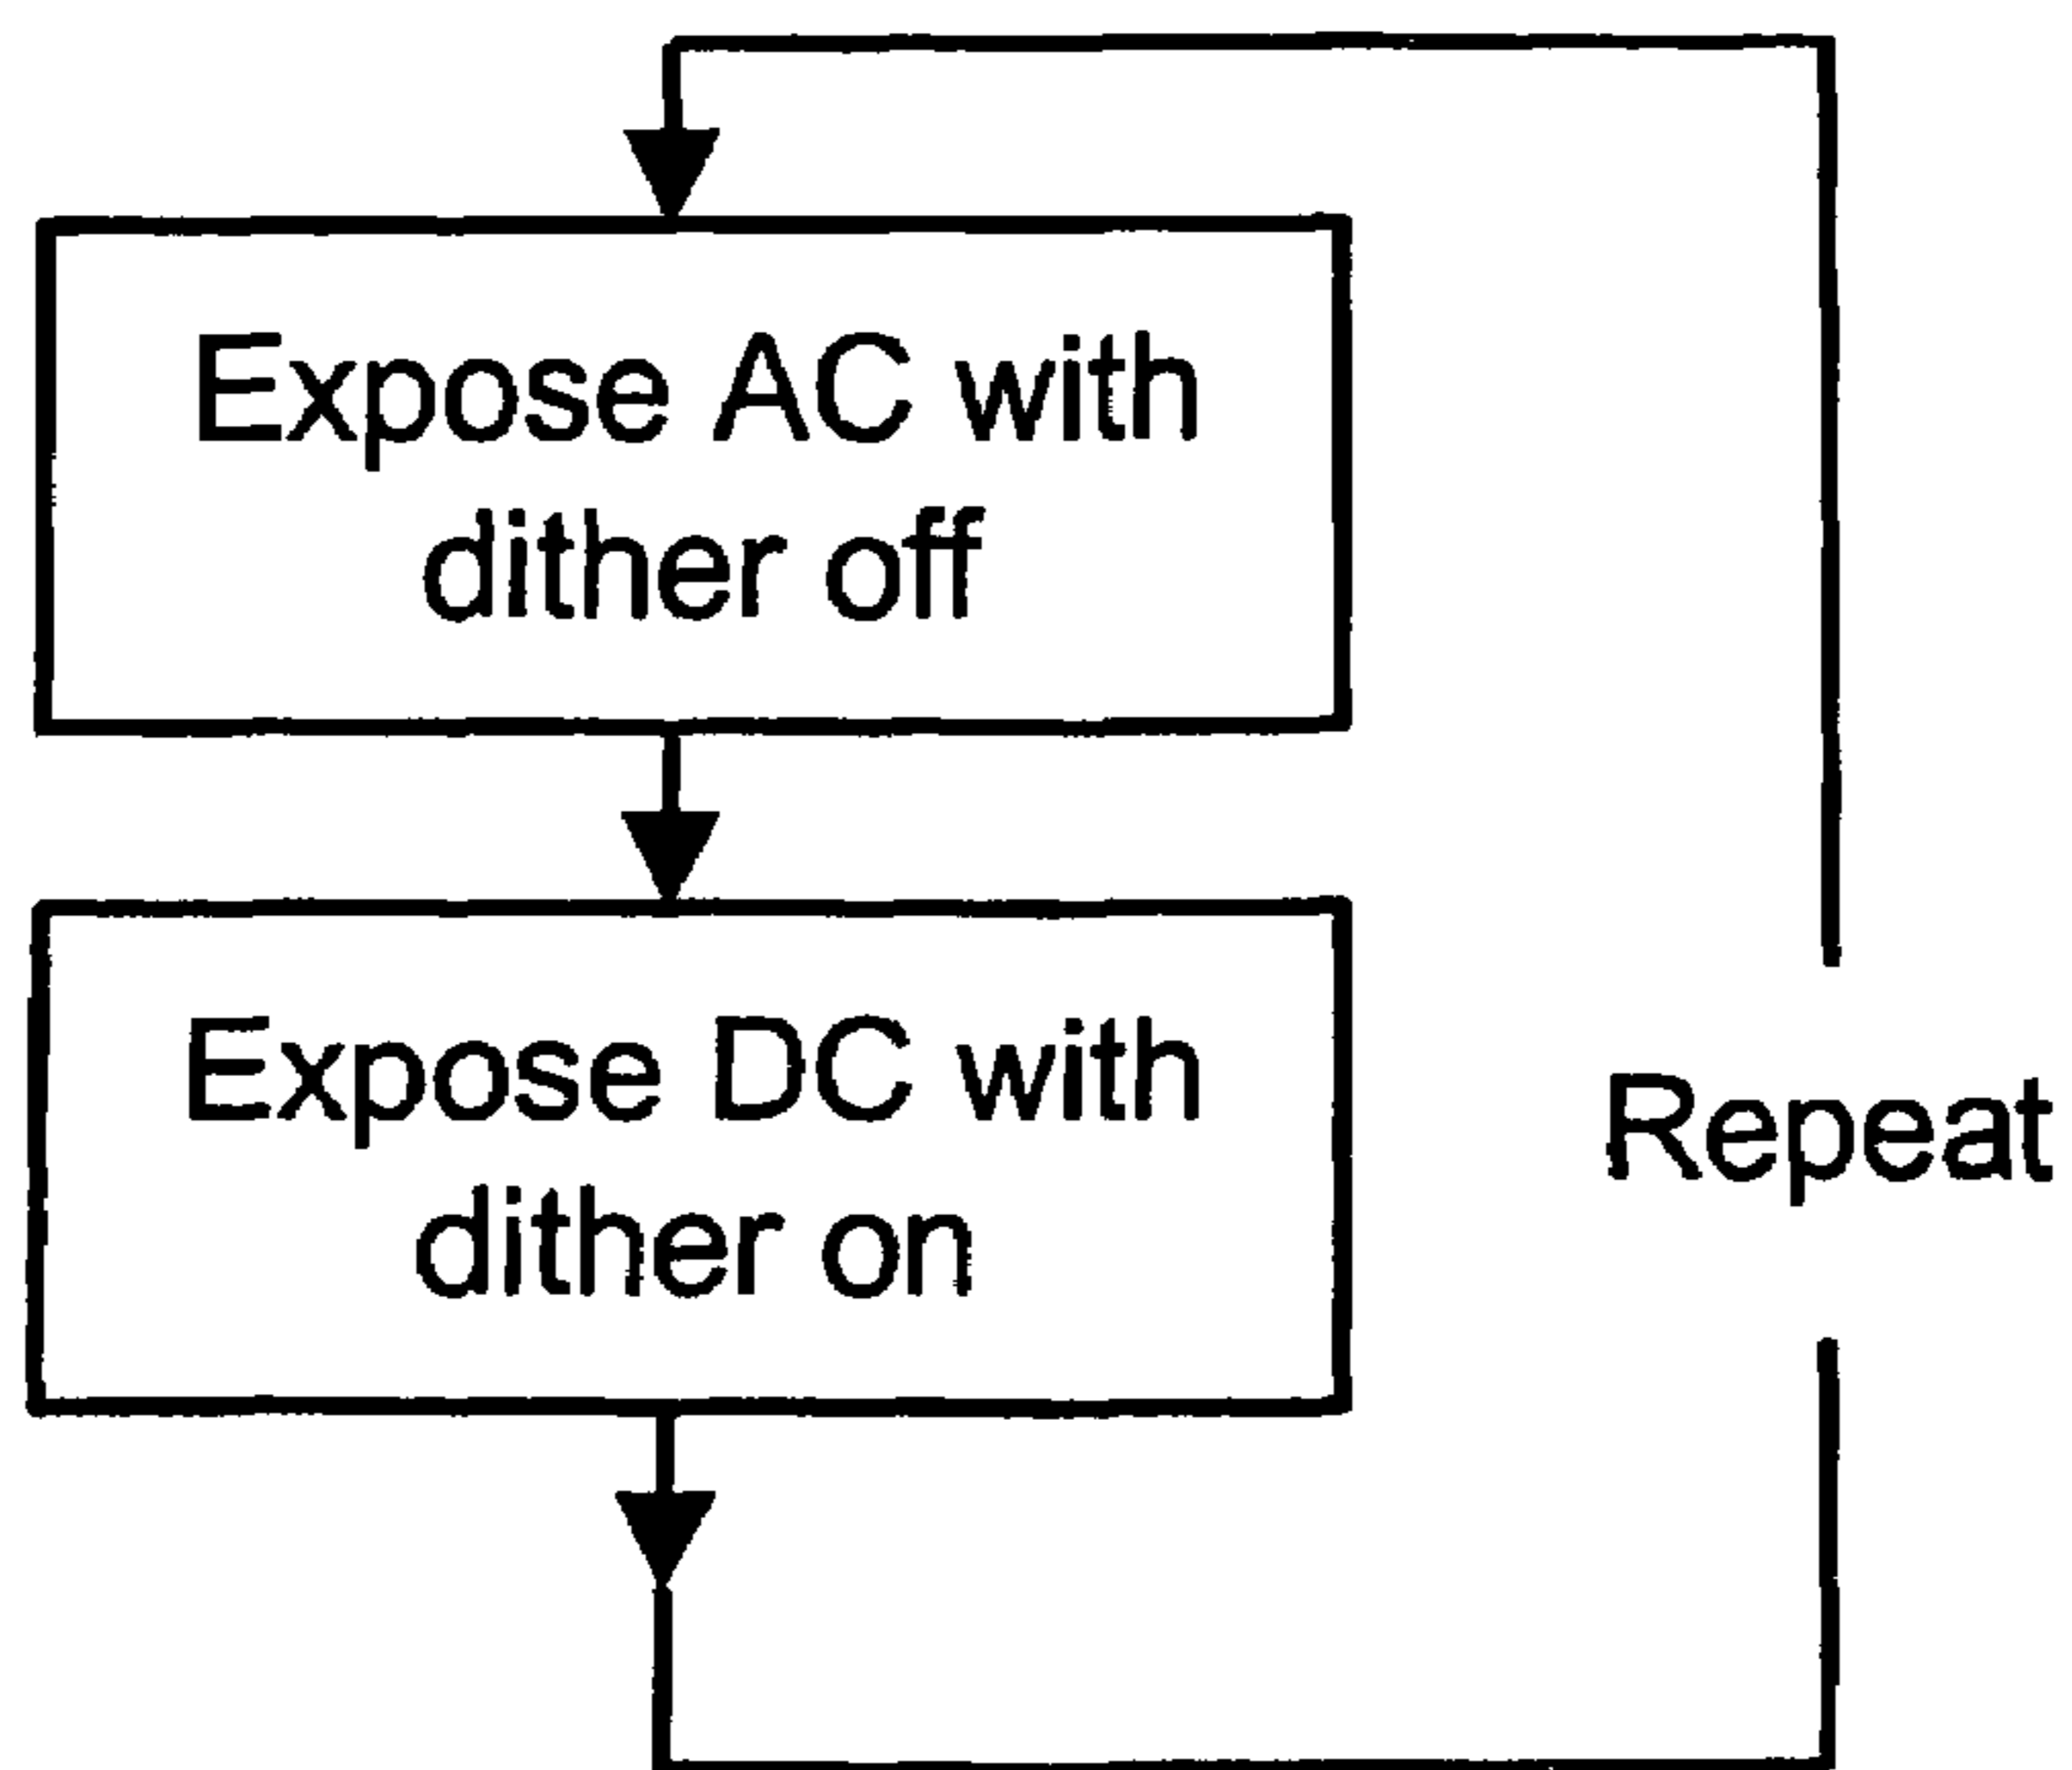 Expose AC with
dither off
Expose DC with
dither on
Repeat